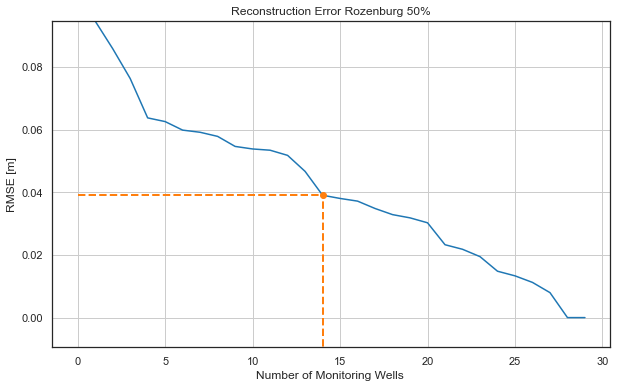 Reconstruction Error Rozenburg 50%
RMSE [m]
0.08
0.06
0.04
0.02
0.00
0 5 10 15 20 25 30
Number of Monitoring Wells